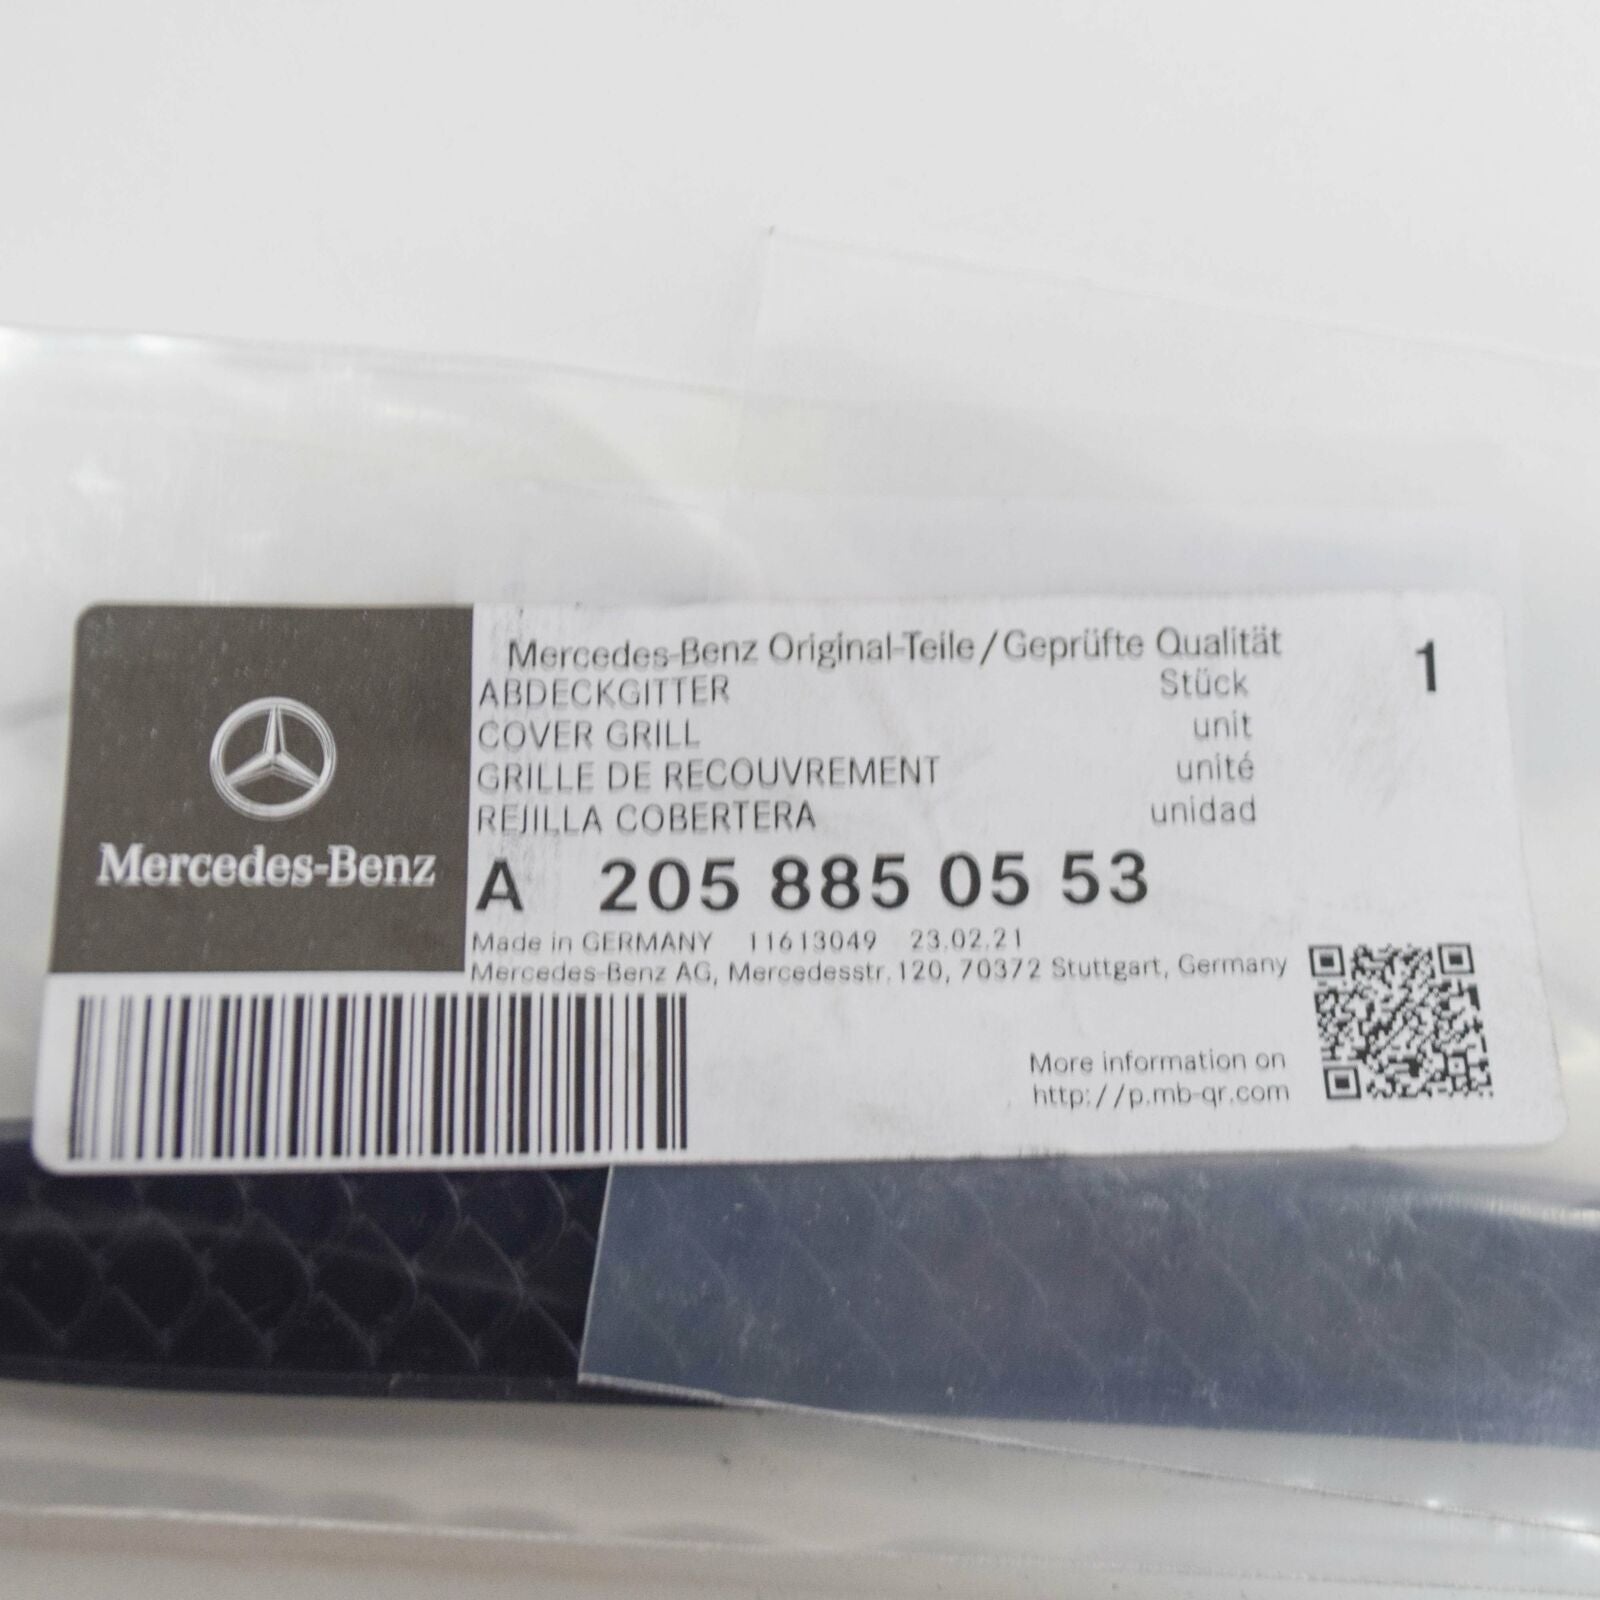 Mercedes-Benz
Mercedes-Benz Original-Teile/Geprüfte Qualität
ABDECKGITTER Stück 1
COVER GRILL unit
GRILLE DE RECOUVREMENT unité
REJILLA COBERTERA unidad
A 205 885 05 53
Made in GERMANY 11613049 23.02.21
Mercedes-Benz AG, Mercedesstr. 120, 70372 Stuttgart, Germany
More information on
http://p.mb-qr.com